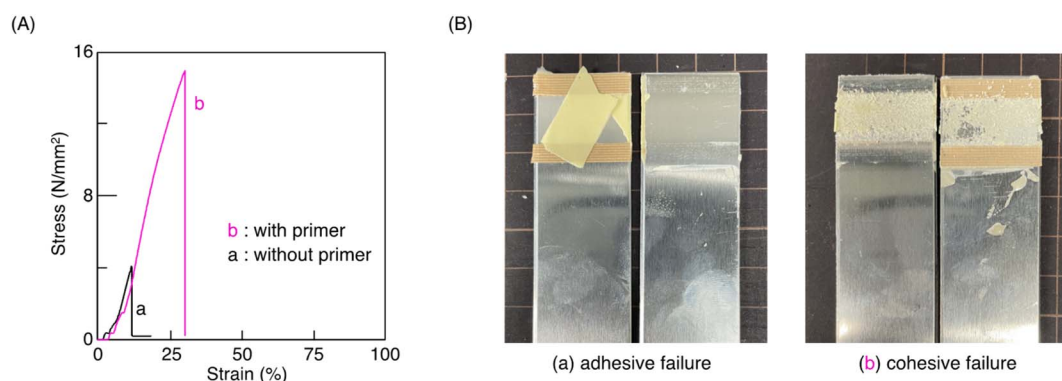 (A)
16
8
0
Stress (N/mm²)
b
a
b : with primer
a : without primer
0 25 50 75 100
Strain (%)
(B)
(a) adhesive failure
(b) cohesive failure